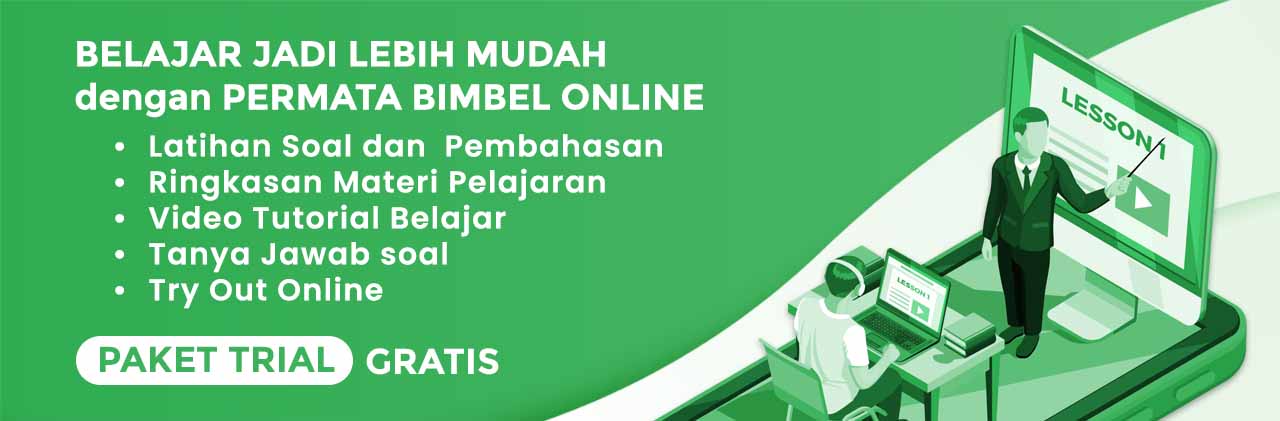 BELAJAR JADI LEBIH MUDAH
dengan PERMATA BIMBEL ONLINE
• Latihan Soal dan Pembahasan
• Ringkasan Materi Pelajaran
• Video Tutorial Belajar
• Tanya Jawab soal
• Try Out Online
PAKET TRIAL GRATIS
LESSON 1
LESSON 1